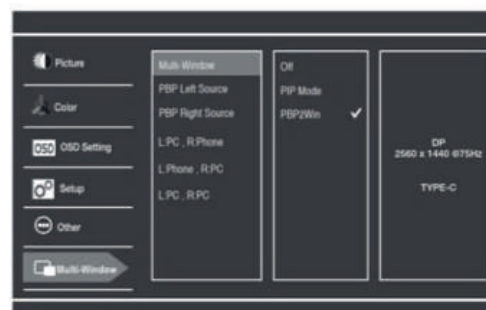 Picture
Color
OSD OSD Setting
Setup
Other
Multi-Window
Multi-Window
PBP Left Source
PBP Right Source
L:PC , R:Phone
L:Phone , R:PC
L:PC , R:PC
Off
PIP Mode
PBP2Win
DP
2560 x 1440 @75Hz
TYPE-C